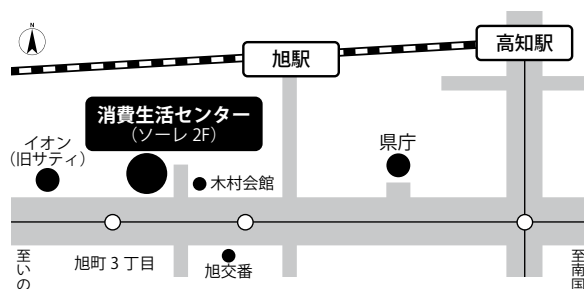 N
高知駅
旭駅
消費生活センター
(ソーレ 2F)
イオン
(旧サティ)
県庁
木村会館
旭町 3 丁目
旭交番
至いの
至南国